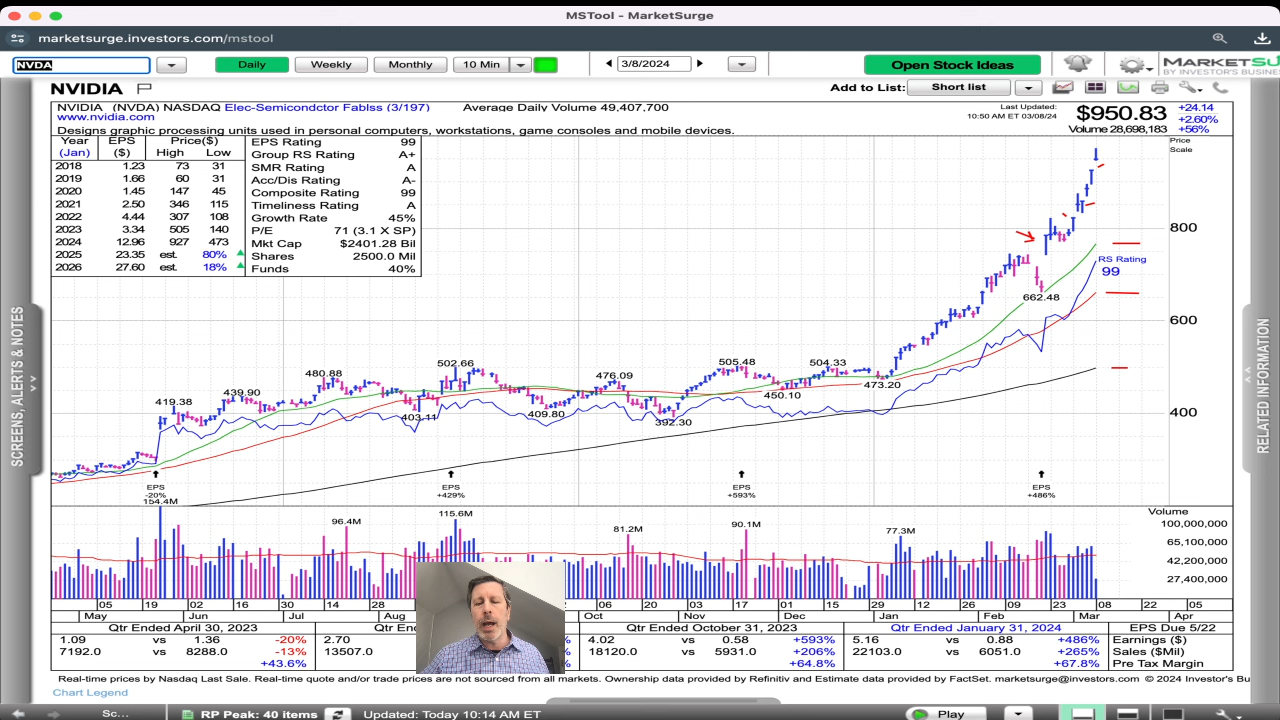 MSTool - MarketSurge
marketsurge.investors.com/mstool
NVDA Daily Weekly Monthly 10 Min 3/8/2024 Open Stock Ideas MARKETSU
BY INVESTOR'S BUSINE
NVIDIA Add to List: Short list
NVIDIA (NVDA) NASDAQ Elec-Semicondctor Fablss (3/197) Average Daily Volume 49,407,700
www.nvidia.com
Designs graphic processing units used in personal computers, workstations, game consoles and mobile devices.
Last Updated:
10:50 AM ET 03/08/24
$950.83 +24.14
+2.60%
Volume 28,698,183 +56%
Price
Scale
Year EPS Price($)
(Jan) ($) High Low
2018 1.23 73 31
2019 1.66 60 31
2020 1.45 147 45
2021 2.50 346 115
2022 4.44 307 108
2023 3.34 505 140
2024 12.96 927 473
2025 23.35 est. 80%
2026 27.60 est. 18%
EPS Rating 99
Group RS Rating A+
SMR Rating A
Acc/Dis Rating A-
Composite Rating 99
Timeliness Rating A
Growth Rate 45%
P/E 71 (3.1 X SP)
Mkt Cap $2401.28 Bil
Shares 2500.0 Mil
Funds 40%
800
RS Rating
99
662.48
600
502.66 505.48 504.33
480.88 476.09
473.20
439.90 450.10
419.38
403.11 409.80 392.30
400
EPS EPS EPS EPS
-20% +429% +593% +486%
154.4M
Volume
115.6M 100,000,000
96.4M 81.2M 90.1M 77.3M
65,100,000
42,200,000
27,400,000
05 19 02 16 30 14 28 06 20 03 17 01 15 29 12 26 09 23 08 22 05
May Jun Jul Aug Oct Nov Dec Jan Feb Mar Apr
Qtr Ended April 30, 2023 Qtr En Qtr Ended October 31, 2023 Qtr Ended January 31, 2024 EPS Due 5/22
1.09 vs 1.36 -20% 2.70 4.02 vs 0.58 +593% 5.16 vs 0.88 +486% Earnings ($)
7192.0 vs 8288.0 -13% 13507.0 18120.0 vs 5931.0 +206% 22103.0 vs 6051.0 +265% Sales ($Mil)
+43.6% +64.8% +67.8% Pre Tax Margin
Real-time prices by Nasdaq Last Sale. Real-time quote and/or trade prices are not sourced from all markets. Ownership data provided by Refinitiv and Estimate data provided by FactSet. marketsurge@investors.com © 2024 Investor's Bu
Chart Legend
Sc... RP Peak: 40 items Updated: Today 10:14 AM ET Play
SCREENS, ALERTS & NOTES
RELATED INFORMATION